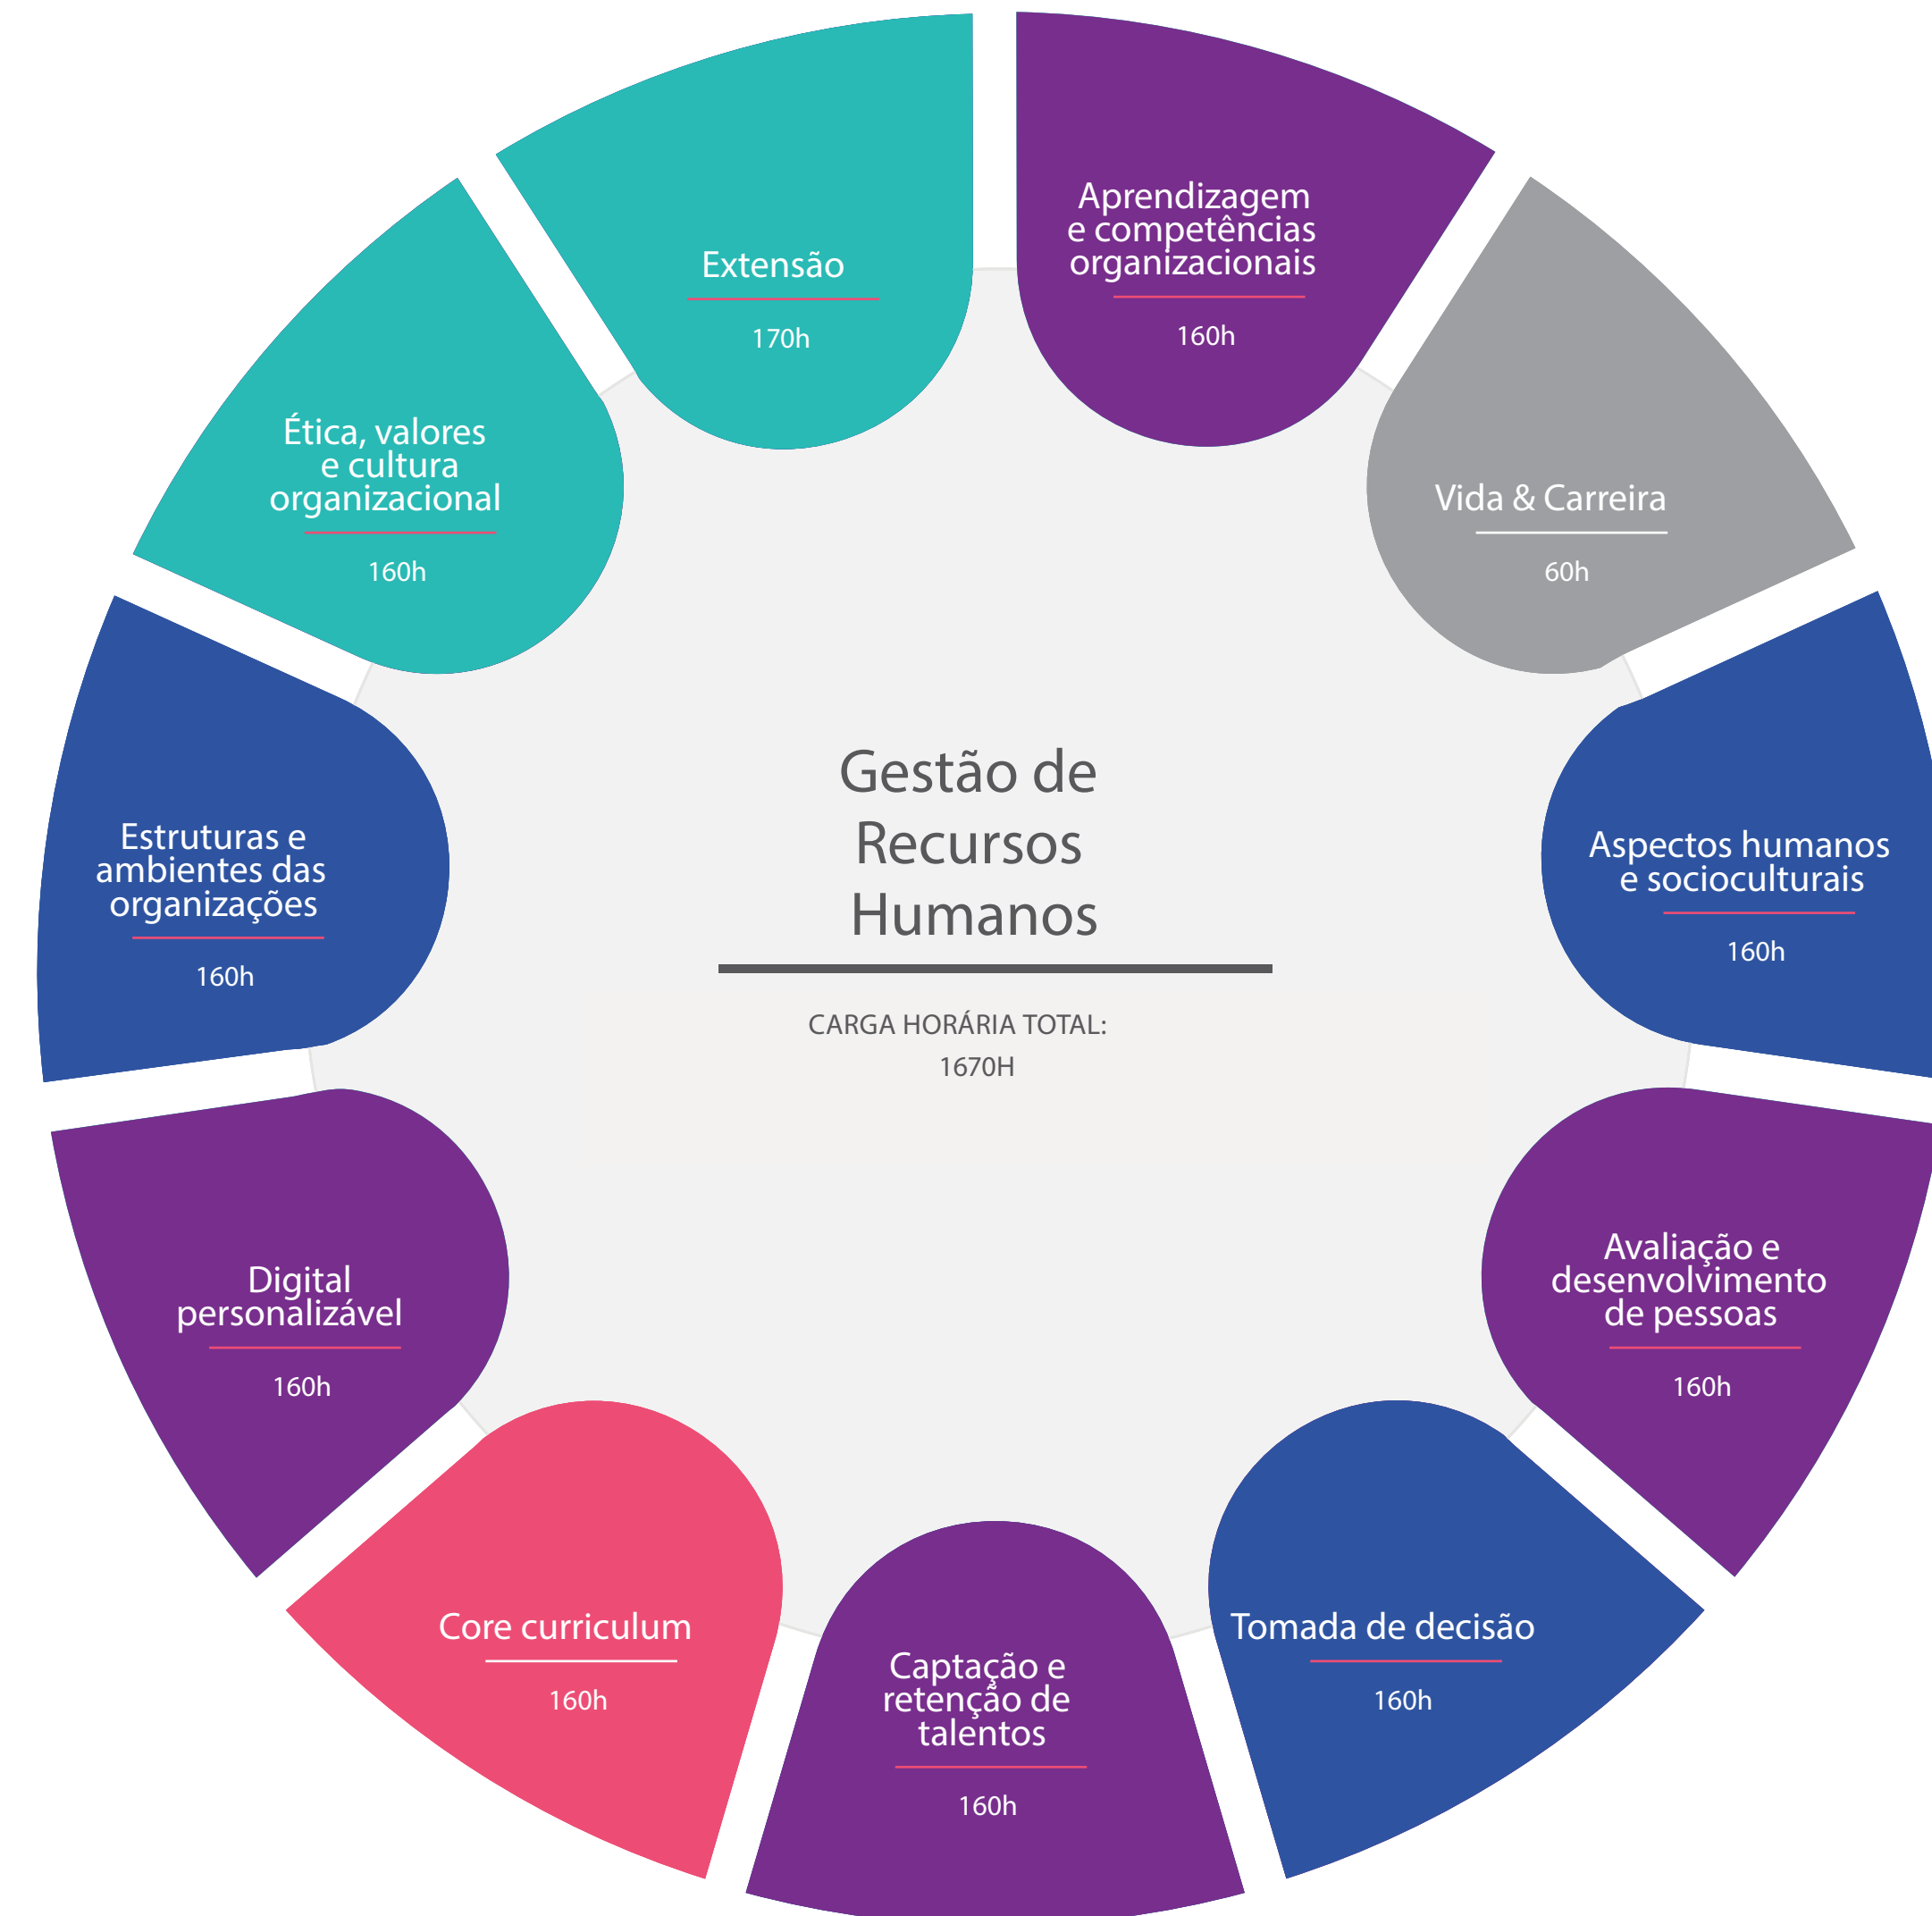 Aprendizagem
e competências
organizacionais
160h
Vida & Carreira
60h
Aspectos humanos
e socioculturais
160h
Avaliação e
desenvolvimento
de pessoas
160h
Tomada de decisão
160h
Captação e
retenção de
talentos
160h
Core curriculum
160h
Digital
personalizável
160h
Estruturas e
ambientes das
organizações
160h
Ética, valores
e cultura
organizacional
160h
Extensão
170h
Gestão de
Recursos
Humanos
CARGA HORÁRIA TOTAL:
1670H